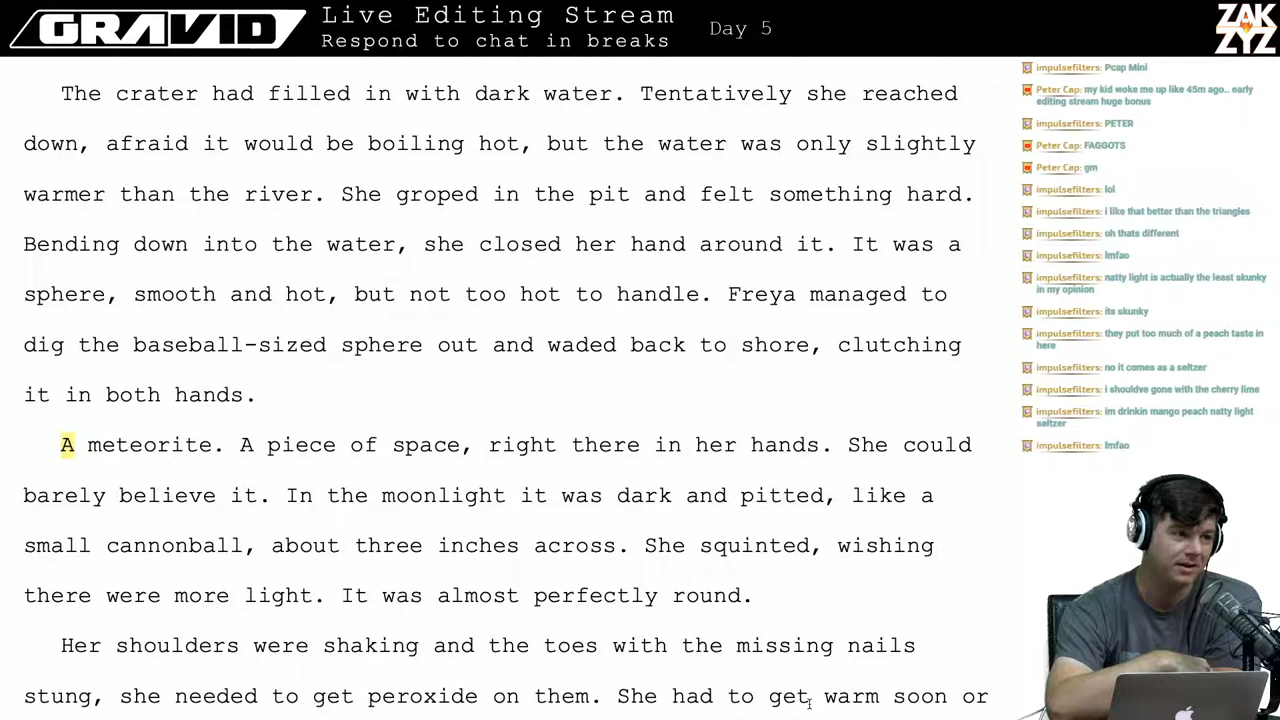 GRAVID
Live Editing Stream
Respond to chat in breaks
Day 5
ZAK
ZYZ
The crater had filled in with dark water. Tentatively she reached
down, afraid it would be boiling hot, but the water was only slightly
warmer than the river. She groped in the pit and felt something hard.
Bending down into the water, she closed her hand around it. It was a
sphere, smooth and hot, but not too hot to handle. Freya managed to
dig the baseball-sized sphere out and waded back to shore, clutching
it in both hands.
A meteorite. A piece of space, right there in her hands. She could
barely believe it. In the moonlight it was dark and pitted, like a
small cannonball, about three inches across. She squinted, wishing
there were more light. It was almost perfectly round.
Her shoulders were shaking and the toes with the missing nails
stung, she needed to get peroxide on them. She had to get warm soon or
impulsefilters: Pcap Mini
Peter Cap: my kid woke me up like 45m ago.. early
editing stream huge bonus
impulsefilters: PETER
Peter Cap: FAGGOTS
Peter Cap: gm
impulsefilters: lol
impulsefilters: i like that better than the triangles
impulsefilters: oh thats different
impulsefilters: lmfao
impulsefilters: natty light is actually the least skunky
in my opinion
impulsefilters: its skunky
impulsefilters: they put too much of a peach taste in
here
impulsefilters: no it comes as a seltzer
impulsefilters: i shouldve gone with the cherry lime
impulsefilters: im drinkin mango peach natty light
seltzer
impulsefilters: lmfao